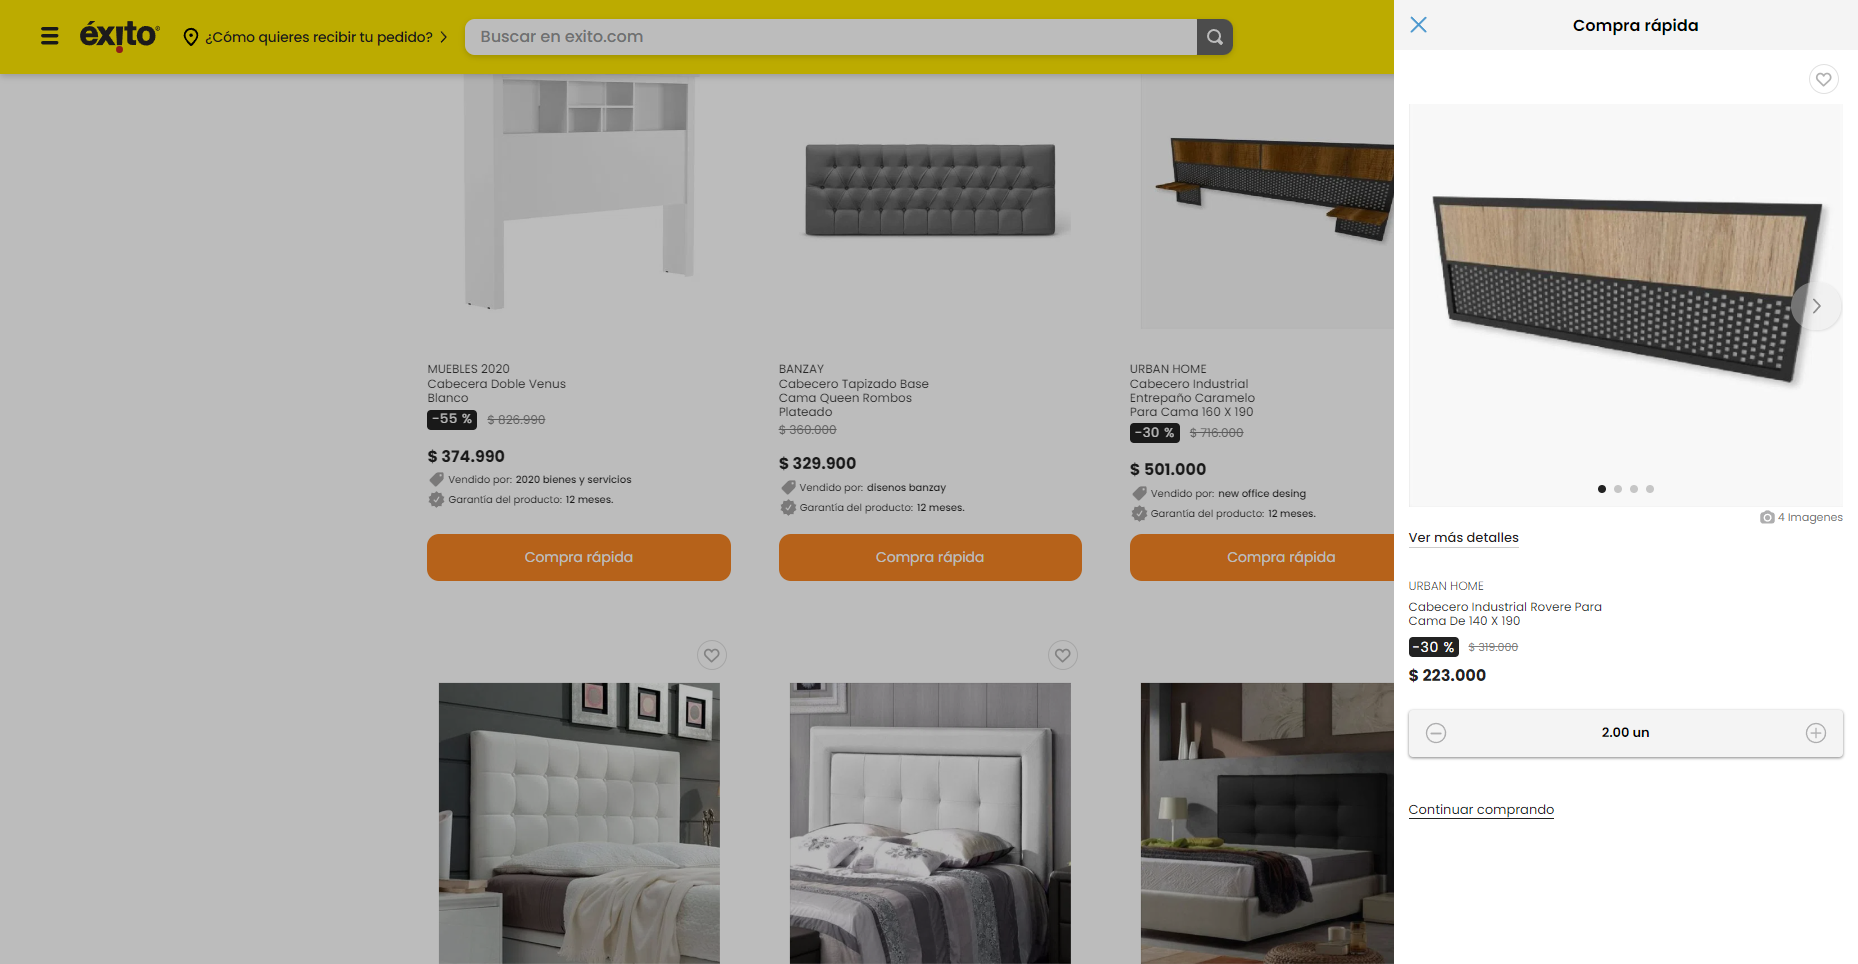 éxito
¿Cómo quieres recibir tu pedido?
Buscar en exito.com
MUEBLES 2020
Cabecera Doble Venus
Blanco
-55 %
$ 826.990
$ 374.990
Vendido por: 2020 bienes y servicios
Garantía del producto: 12 meses.
Compra rápida
BANZAY
Cabecero Tapizado Base
Cama Queen Rombos
Plateado
$ 360.000
$ 329.900
Vendido por: disenos banzay
Garantía del producto: 12 meses.
Compra rápida
URBAN HOME
Cabecero Industrial
Entrepaño Caramelo
Para Cama 160 X 190
-30 %
$ 716.000
$ 501.000
Vendido por: new office desing
Garantía del producto: 12 meses.
Compra rápida
Compra rápida
4 Imagenes
Ver más detalles
URBAN HOME
Cabecero Industrial Rovere Para
Cama De 140 X 190
-30 %
$ 319.000
$ 223.000
2.00 un
Continuar comprando